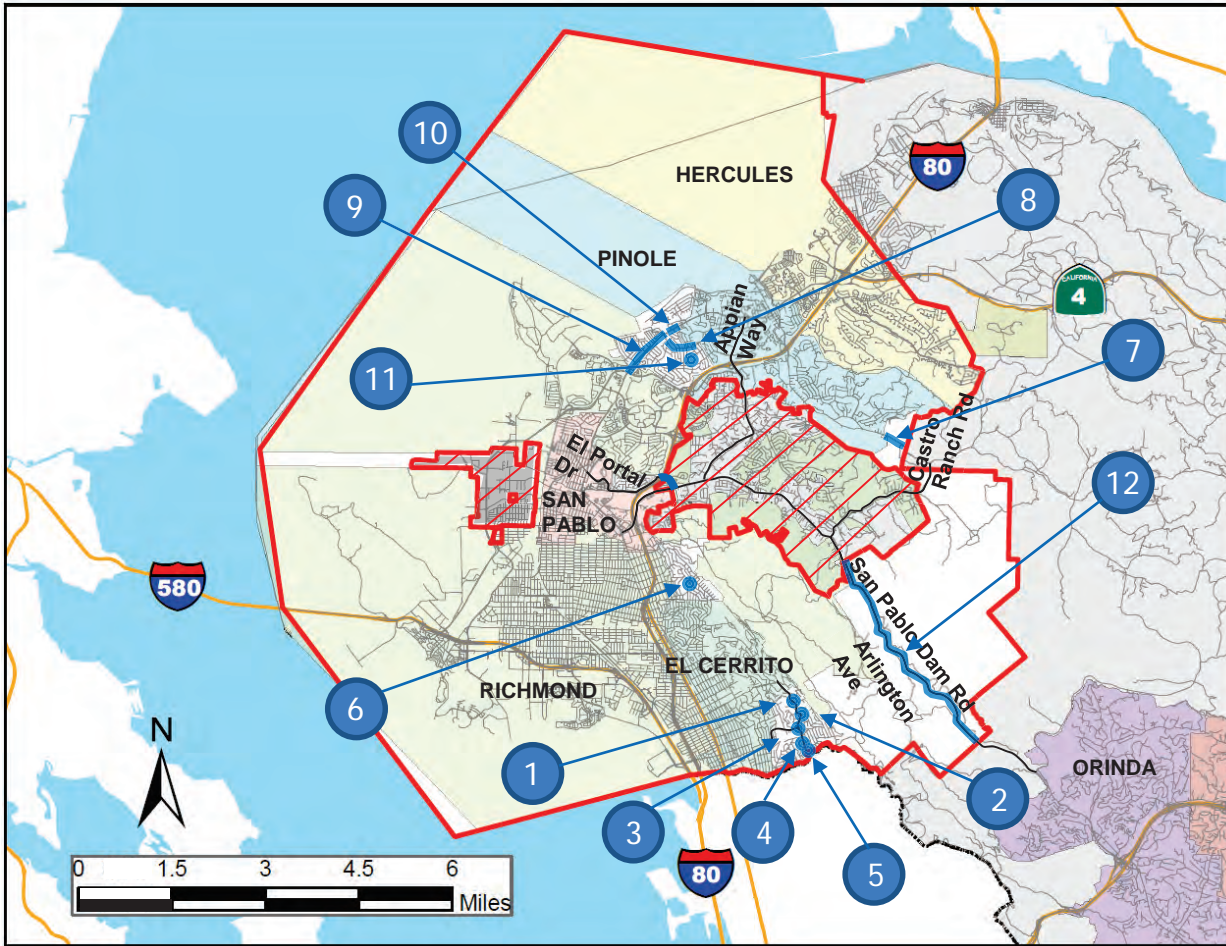 10
HERCULES
80
9
8
PINOLE
CALIFORNIA
4
Appian
Way
11
7
Castro
Ranch Rd
El Portal
Dr
12
SAN
PABLO
580
San Pablo Dam Rd
EL CERRITO
Arlington
Ave
RICHMOND
6
N
1
2
ORINDA
3
4
5
80
0 1.5 3 4.5 6
Miles